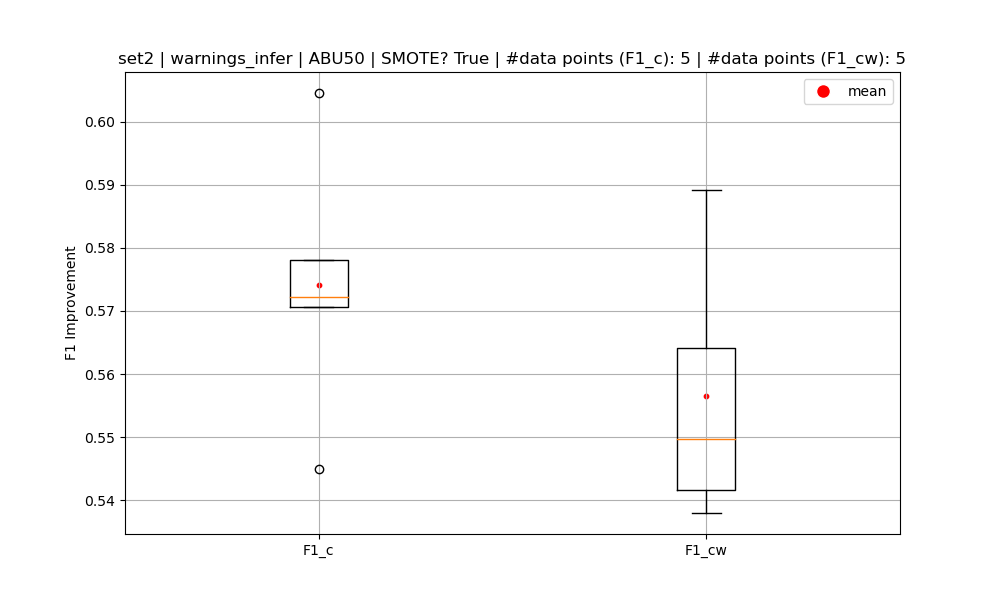 set2 | warnings_infer | ABU50 | SMOTE? True | #data points (F1_c): 5 | #data points (F1_cw): 5
mean
0.60
0.59
0.58
0.57
0.56
0.55
0.54
F1 Improvement
F1_c
F1_cw